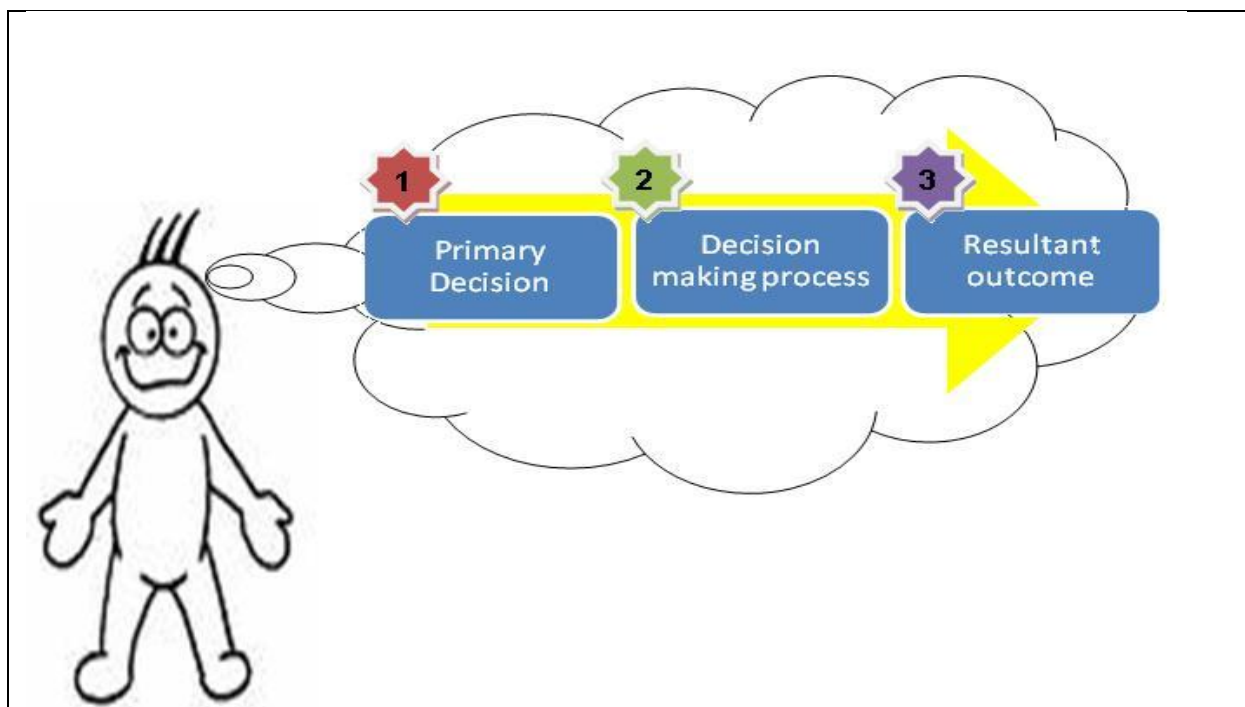 1
Primary
Decision
2
Decision
making process
3
Resultant
outcome